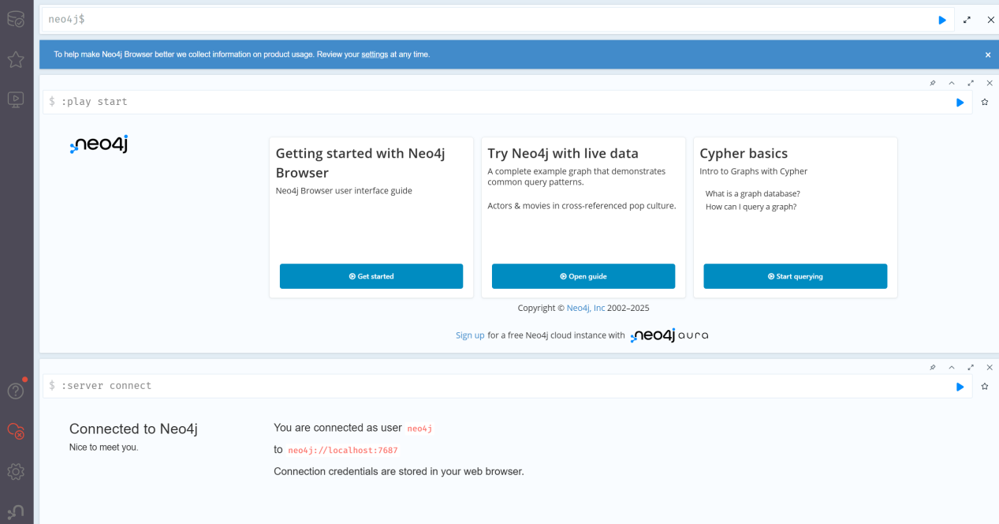 neo4j$
To help make Neo4j Browser better we collect information on product usage. Review your settings at any time.
$ :play start
neo4j
Getting started with Neo4j
Browser
Neo4j Browser user interface guide
Get started
Try Neo4j with live data
A complete example graph that demonstrates
common query patterns.
Actors & movies in cross-referenced pop culture.
Open guide
Cypher basics
Intro to Graphs with Cypher
What is a graph database?
How can I query a graph?
Start querying
Copyright © Neo4j, Inc 2002–2025
Sign up for a free Neo4j cloud instance with neo4j aura
$ :server connect
Connected to Neo4j
Nice to meet you.
You are connected as user neo4j
to neo4j://localhost:7687
Connection credentials are stored in your web browser.